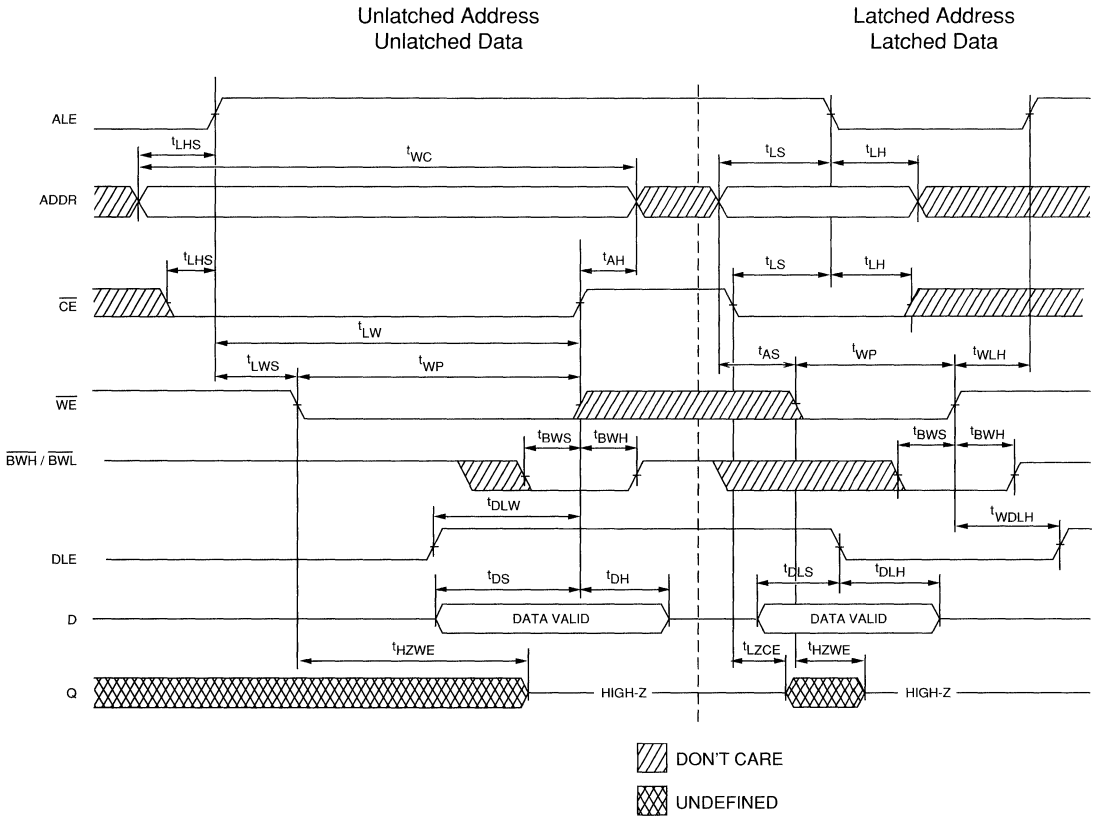 Unlatched Address
Unlatched Data
Latched Address
Latched Data
ALE
tLHS
tWC
tLS
tLH
ADDR
tLHS
tAH
tLS
tLH
CE
tLW
tLWS
tWP
tAS
tWP
tWLH
WE
tBWS
tBWH
tBWS
tBWH
BWH / BWL
tDLW
tWDLH
DLE
tDS
tDH
tDLS
tDLH
D
DATA VALID
DATA VALID
tHZWE
tLZCE
tHZWE
Q
HIGH-Z
HIGH-Z
DON'T CARE
UNDEFINED